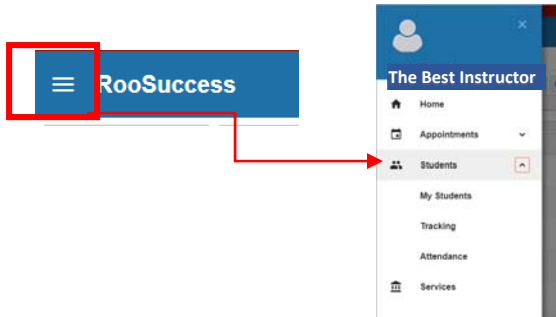 RooSuccess
The Best Instructor
Home
Appointments
Students
My Students
Tracking
Attendance
Services